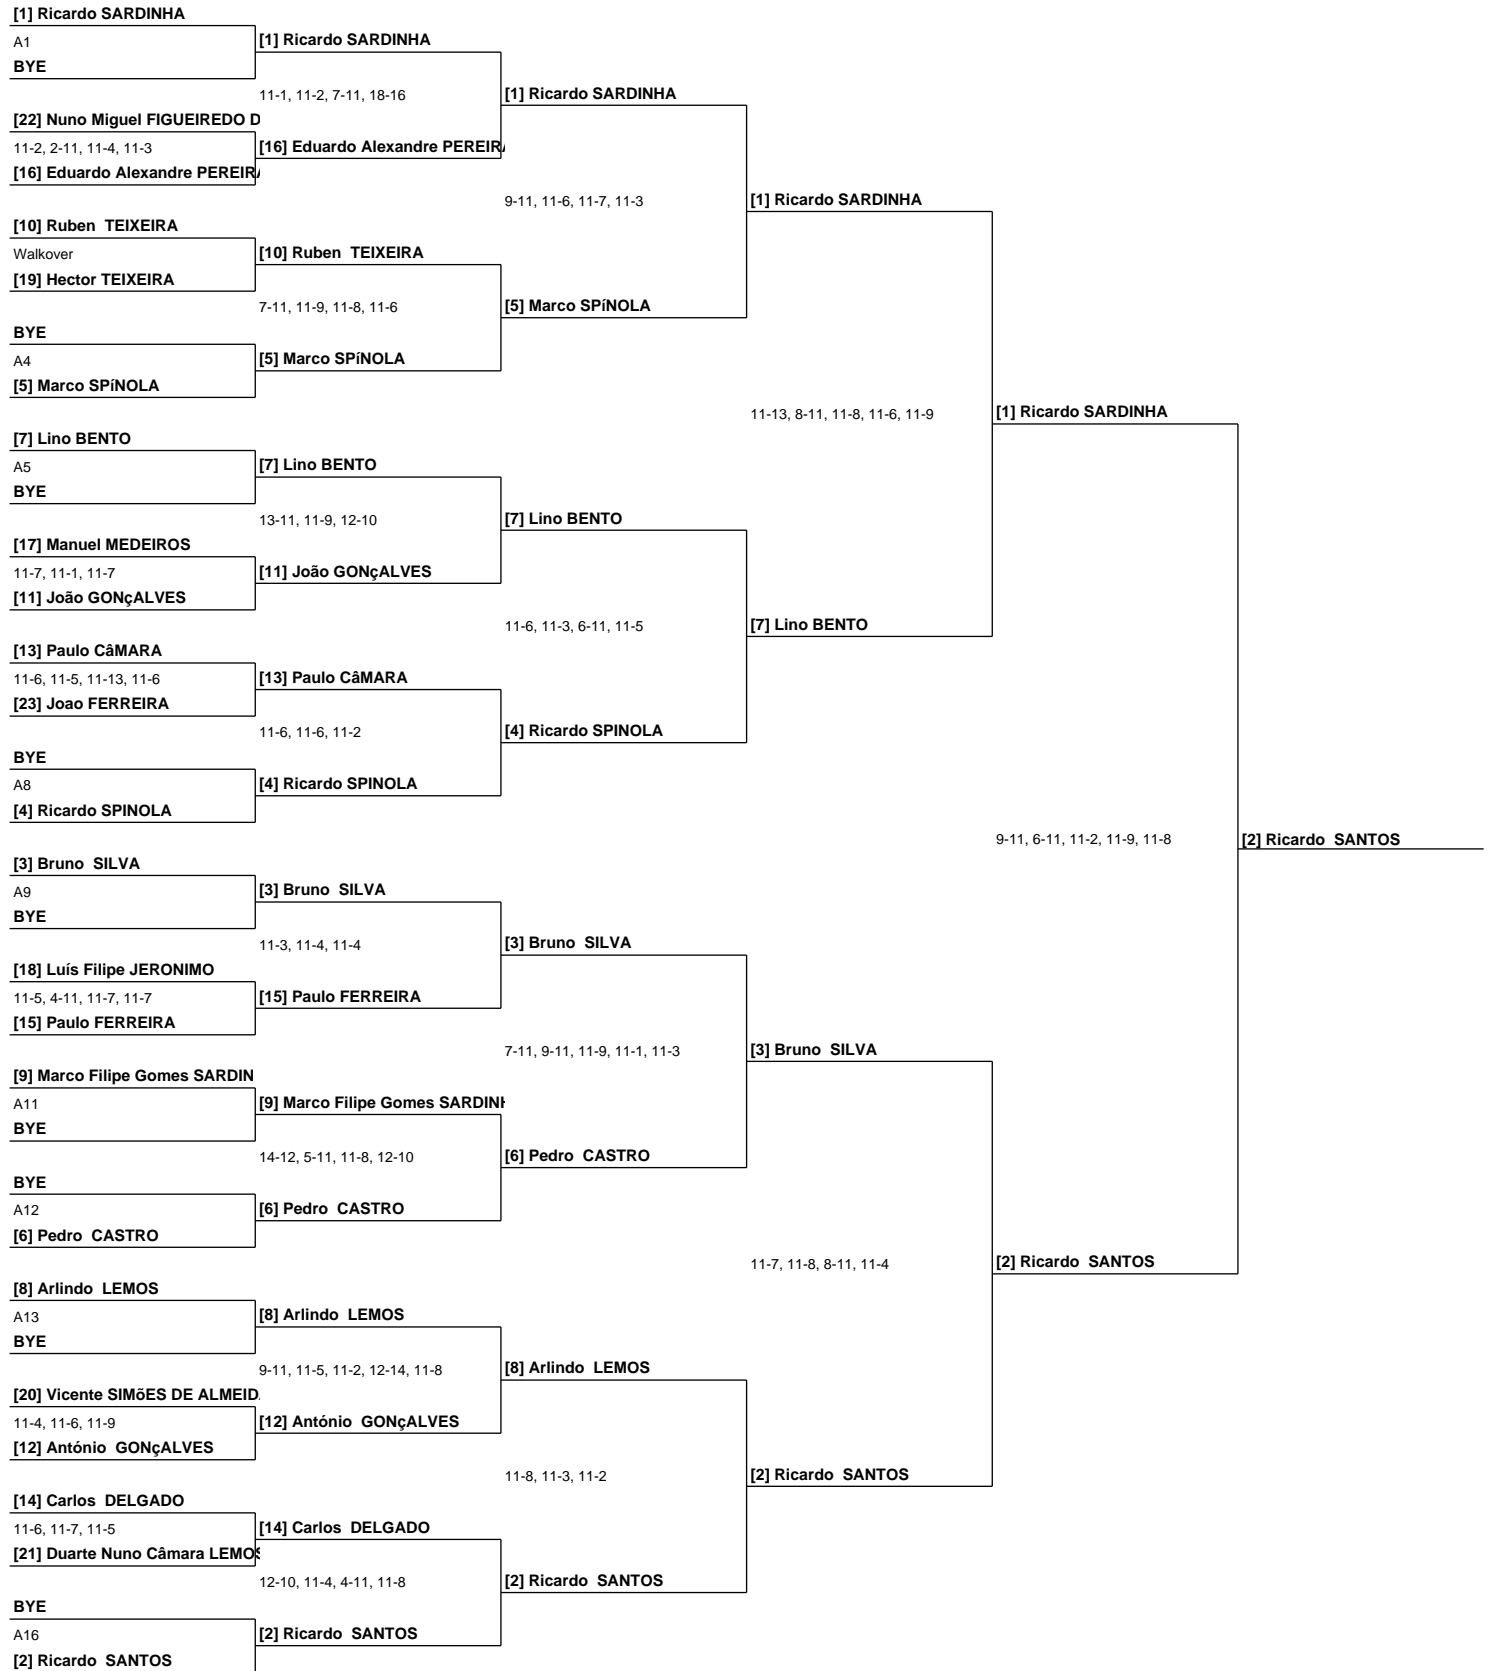 [1] Ricardo SARDINHA
A1
BYE
[22] Nuno Miguel FIGUEIREDO D
11-2, 2-11, 11-4, 11-3
[16] Eduardo Alexandre PEREIRA
[10] Ruben TEIXEIRA
Walkover
[19] Hector TEIXEIRA
BYE
A4
[5] Marco SPíNOLA
[7] Lino BENTO
A5
BYE
[17] Manuel MEDEIROS
11-7, 11-1, 11-7
[11] João GONçALVES
[13] Paulo CâMARA
11-6, 11-5, 11-13, 11-6
[23] Joao FERREIRA
BYE
A8
[4] Ricardo SPINOLA
[3] Bruno SILVA
A9
BYE
[18] Luís Filipe JERONIMO
11-5, 4-11, 11-7, 11-7
[15] Paulo FERREIRA
[9] Marco Filipe Gomes SARDIN
A11
BYE
BYE
A12
[6] Pedro CASTRO
[8] Arlindo LEMOS
A13
BYE
[20] Vicente SIMõES DE ALMEID
11-4, 11-6, 11-9
[12] António GONçALVES
[14] Carlos DELGADO
11-6, 11-7, 11-5
[21] Duarte Nuno Câmara LEMOS
BYE
A16
[2] Ricardo SANTOS
[1] Ricardo SARDINHA
11-1, 11-2, 7-11, 18-16
[16] Eduardo Alexandre PEREIRA
[10] Ruben TEIXEIRA
7-11, 11-9, 11-8, 11-6
[5] Marco SPíNOLA
[7] Lino BENTO
13-11, 11-9, 12-10
[11] João GONçALVES
[13] Paulo CâMARA
11-6, 11-6, 11-2
[4] Ricardo SPINOLA
[3] Bruno SILVA
11-3, 11-4, 11-4
[15] Paulo FERREIRA
[9] Marco Filipe Gomes SARDINH
14-12, 5-11, 11-8, 12-10
[6] Pedro CASTRO
[8] Arlindo LEMOS
9-11, 11-5, 11-2, 12-14, 11-8
[12] António GONçALVES
[14] Carlos DELGADO
12-10, 11-4, 4-11, 11-8
[2] Ricardo SANTOS
[1] Ricardo SARDINHA
9-11, 11-6, 11-7, 11-3
[5] Marco SPíNOLA
[7] Lino BENTO
11-6, 11-3, 6-11, 11-5
[4] Ricardo SPINOLA
[3] Bruno SILVA
7-11, 9-11, 11-9, 11-1, 11-3
[6] Pedro CASTRO
[8] Arlindo LEMOS
11-8, 11-3, 11-2
[2] Ricardo SANTOS
[1] Ricardo SARDINHA
11-13, 8-11, 11-8, 11-6, 11-9
[7] Lino BENTO
[3] Bruno SILVA
11-7, 11-8, 8-11, 11-4
[2] Ricardo SANTOS
[1] Ricardo SARDINHA
9-11, 6-11, 11-2, 11-9, 11-8
[2] Ricardo SANTOS
[2] Ricardo SANTOS